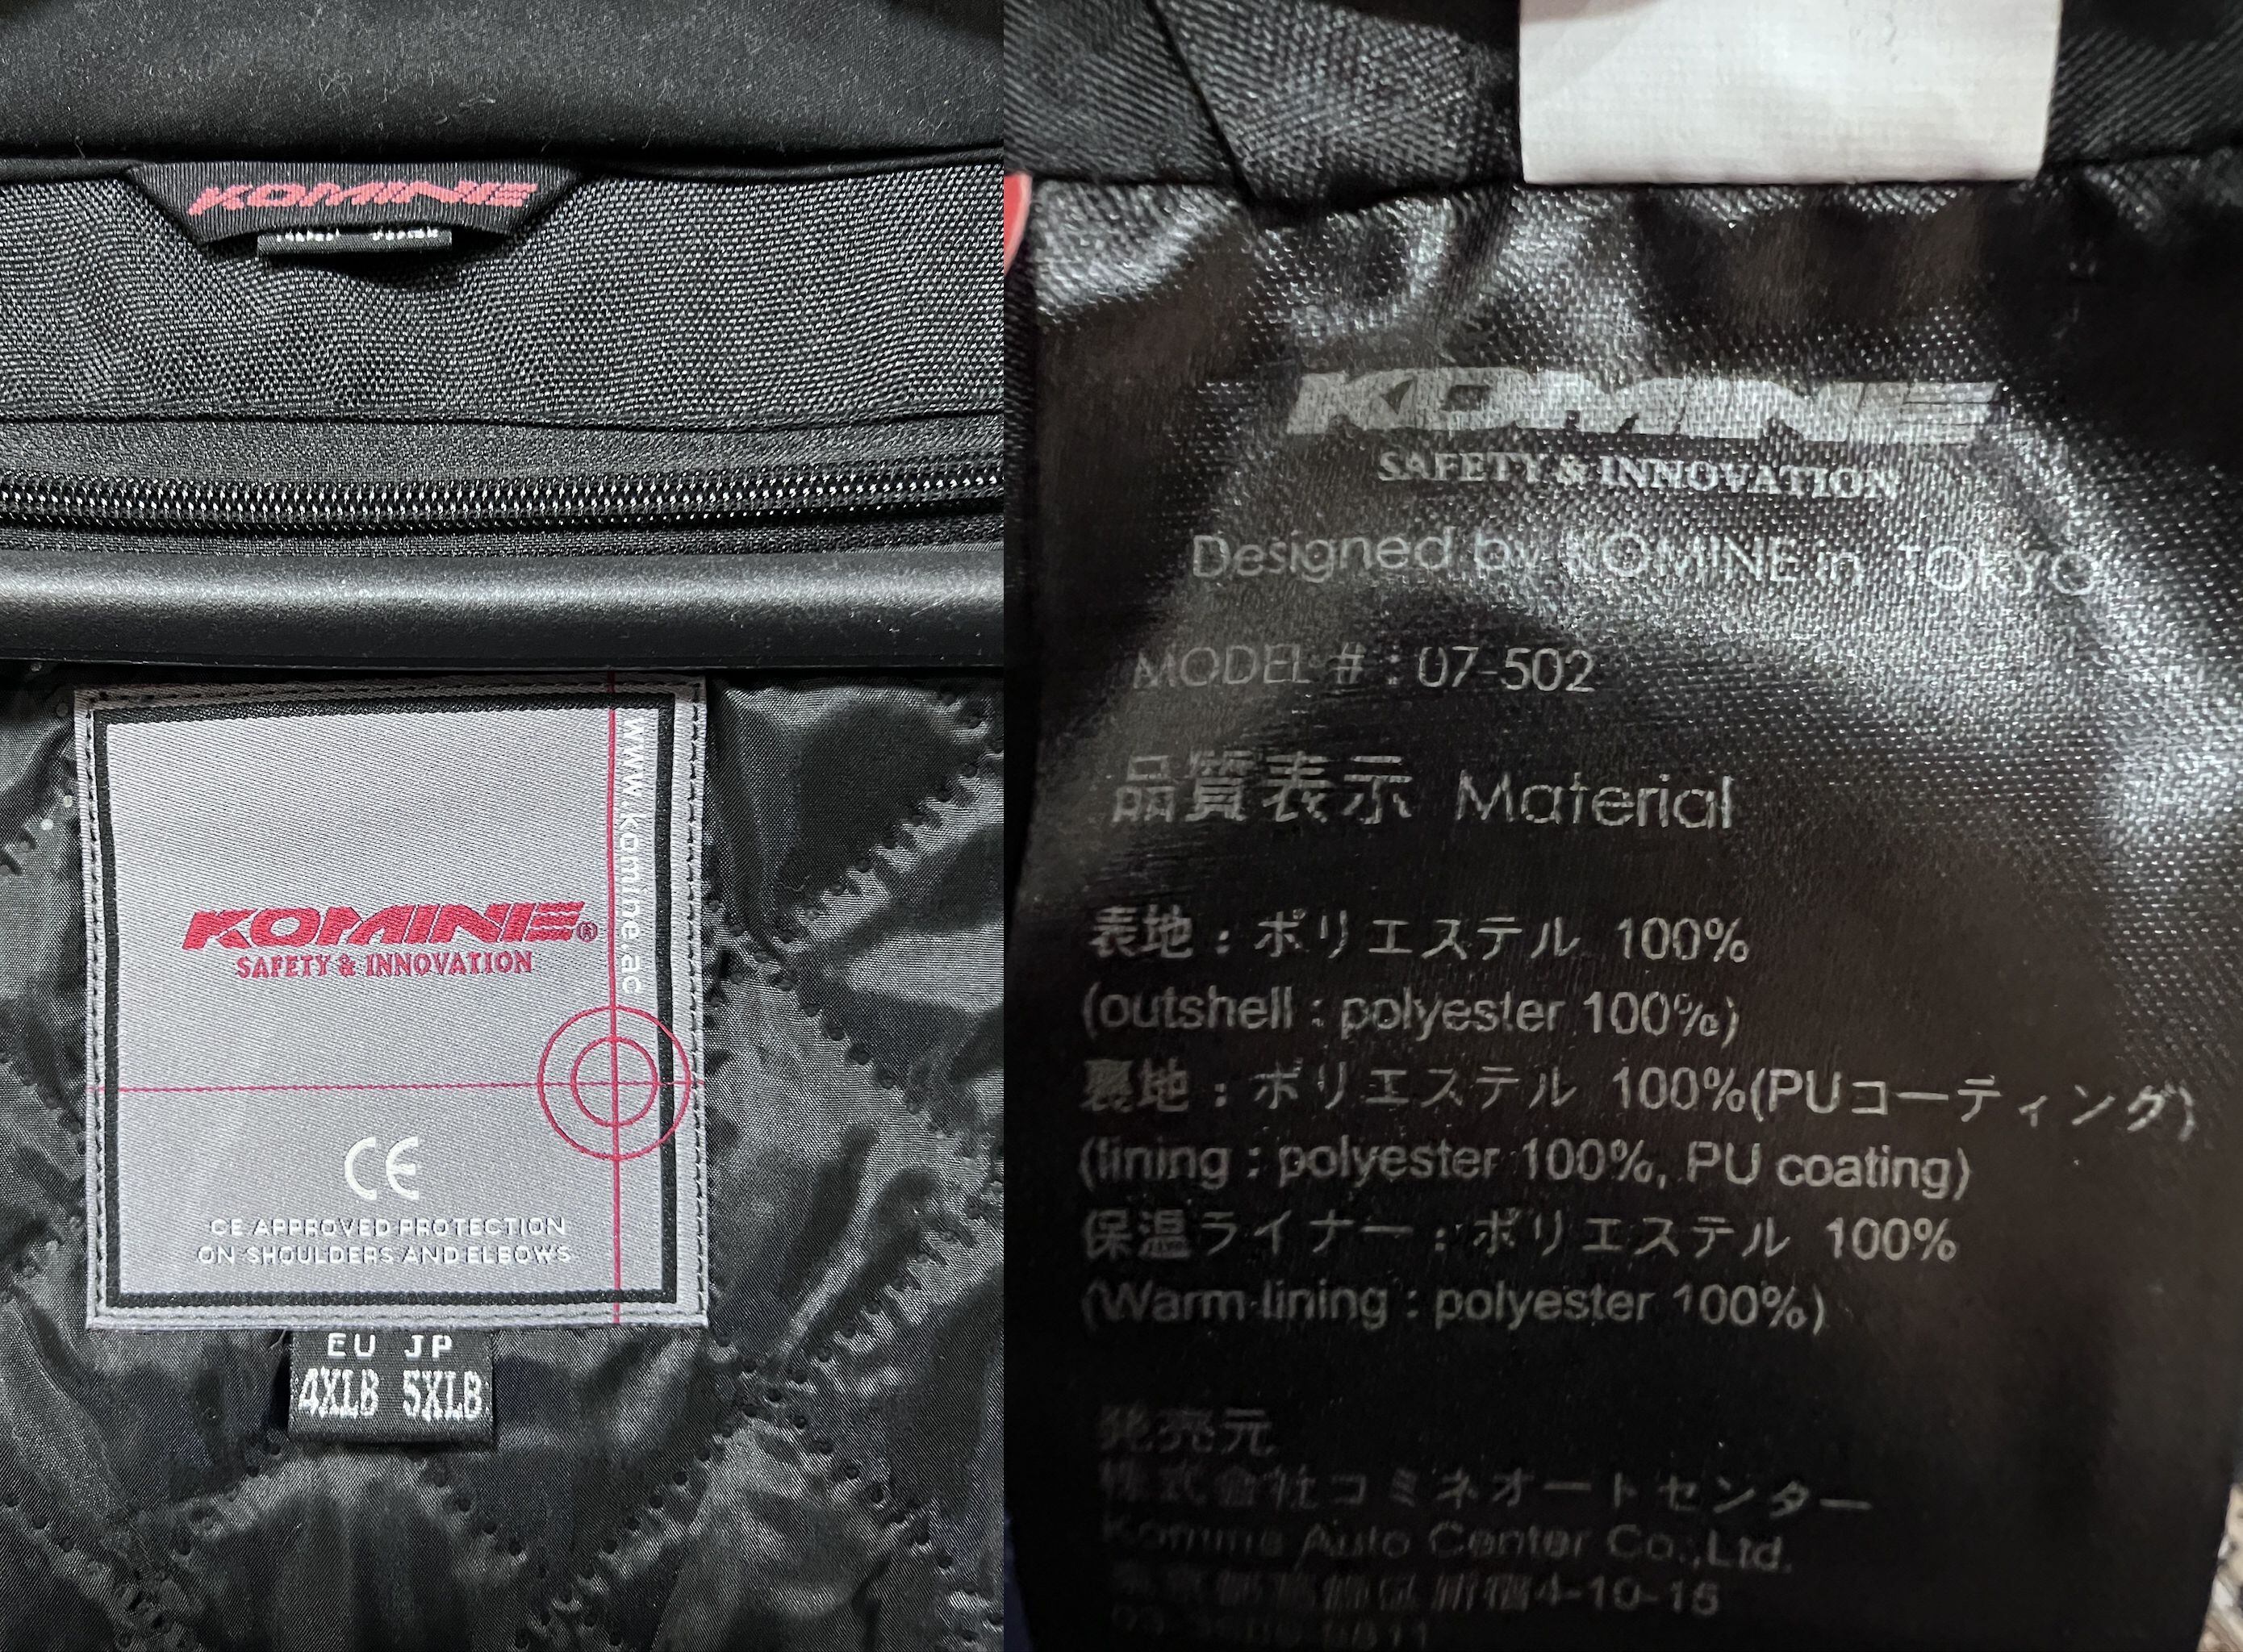 KOMINE
www.komine.ac
KOMINE®
SAFETY & INNOVATION
CE
CE APPROVED PROTECTION
ON SHOULDERS AND ELBOWS
EU JP
4XLB 5XLB
KOMINE
SAFETY & INNOVATION
Designed by KOMINE in TOKYO
MODEL # : 07-502
品質表示 Material
表地 : ポリエステル 100%
(outshell : polyester 100%)
裏地 : ポリエステル 100%(PUコーティング)
(lining : polyester 100%, PU coating)
保温ライナー : ポリエステル 100%
(Warm lining : polyester 100%)
発売元
株式会社コミネオートセンター
Komine Auto Center Co.,Ltd.
4-10-15